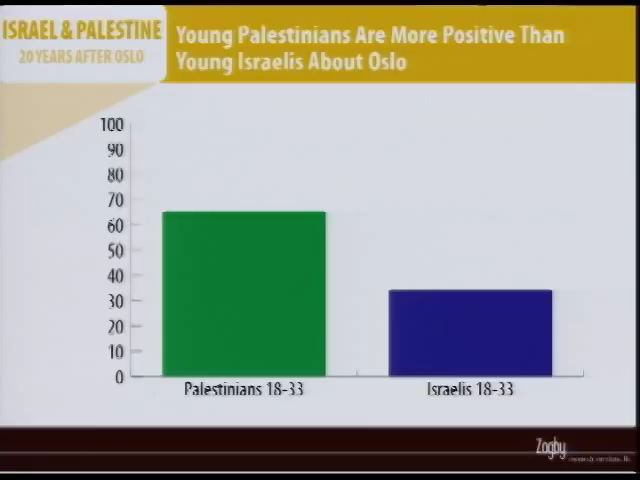 ISRAEL & PALESTINE
20 YEARS AFTER OSLO
Young Palestinians Are More Positive Than
Young Israelis About Oslo
100
90
80
70
60
50
40
30
20
10
0
Palestinians 18-33
Israelis 18-33
Zogby